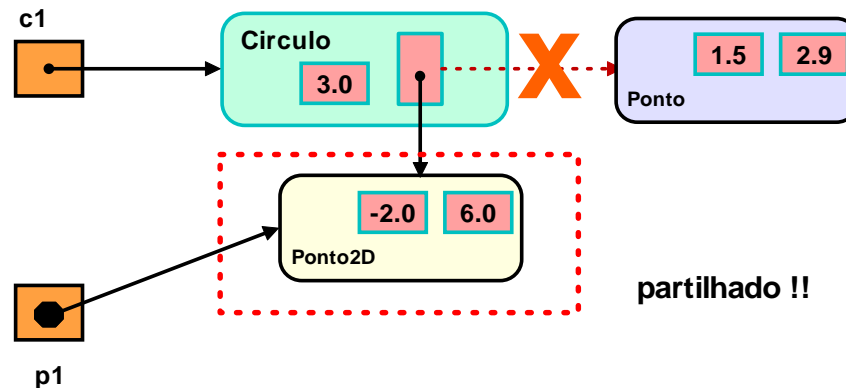 c1
Circulo
3.0
X
1.5 2.9
Ponto
-2.0 6.0
Ponto2D
partilhado !!
p1